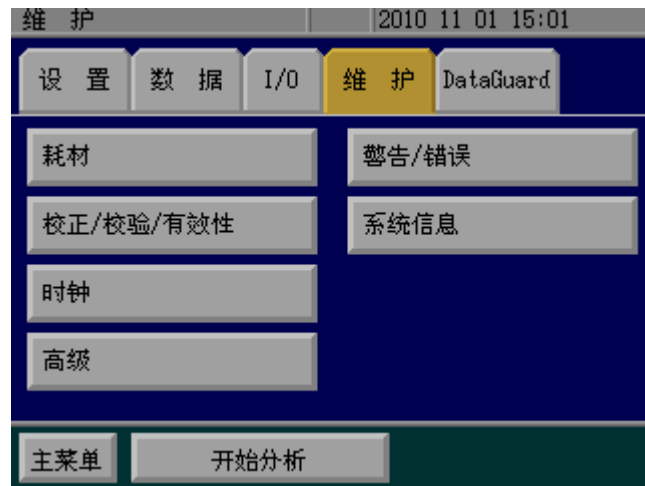 维 护 2010 11 01 15:01
设 置 数 据 I/0 维 护 DataGuard
耗材 警告/错误
校正/校验/有效性 系统信息
时钟
高级
主菜单 开始分析